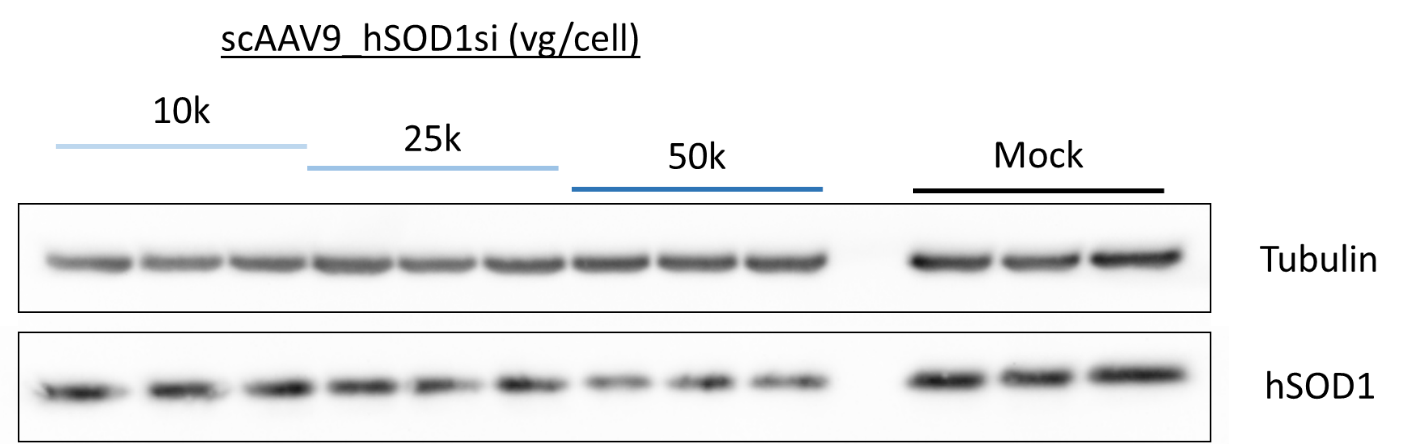 scAAV9_hSOD1si (vg/cell)
10k
25k
50k
Mock
Tubulin
hSOD1